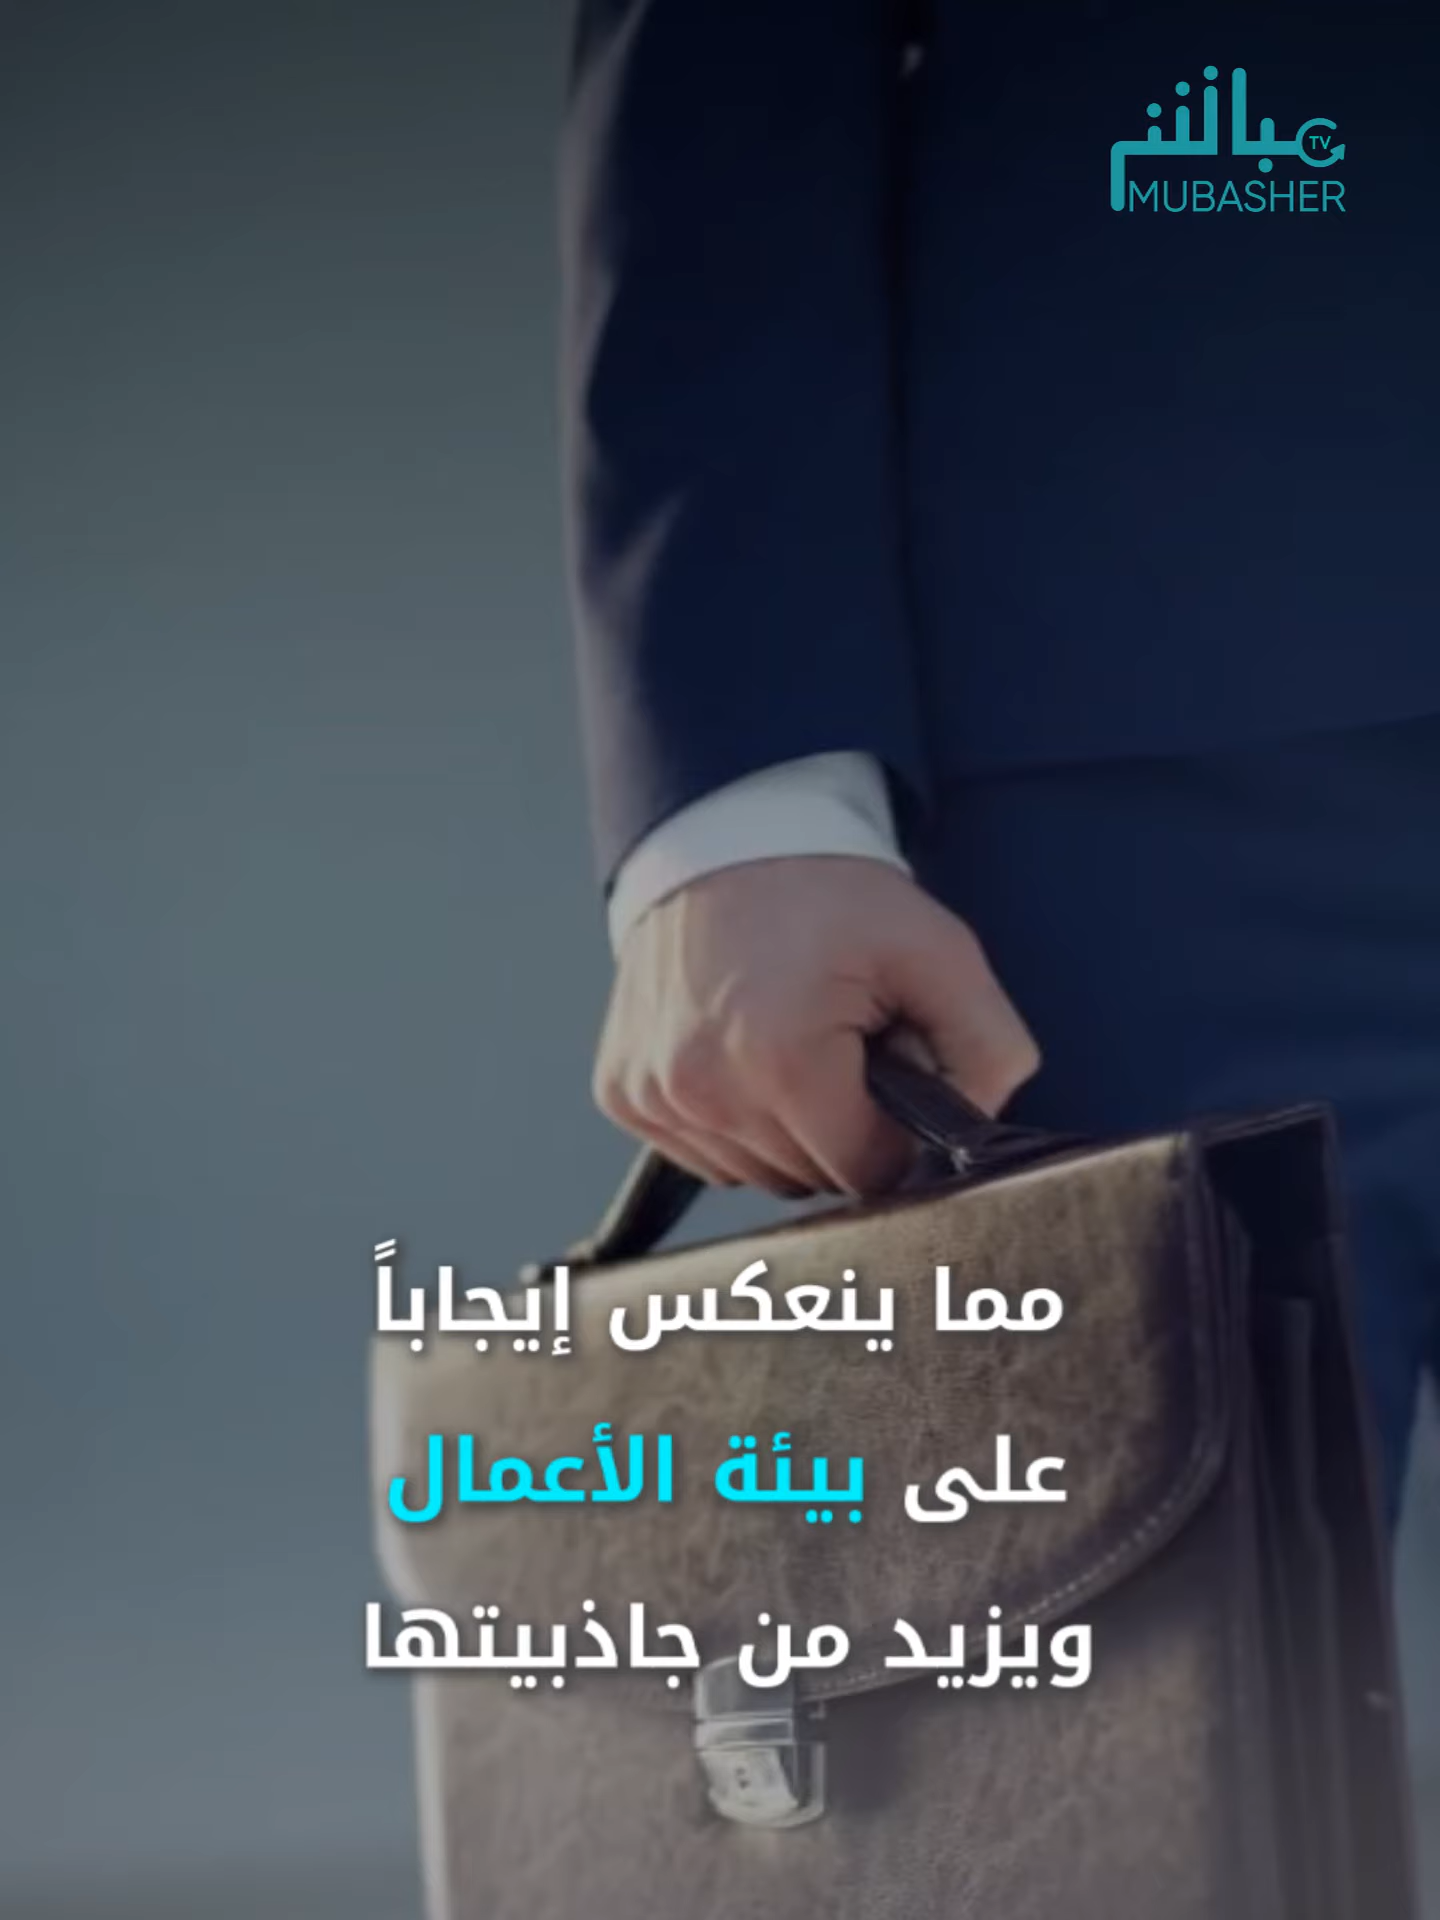 مباشر
TV
MUBASHER
مما ينعكس إيجاباً
على بيئة الأعمال
ويزيد من جاذبيتها